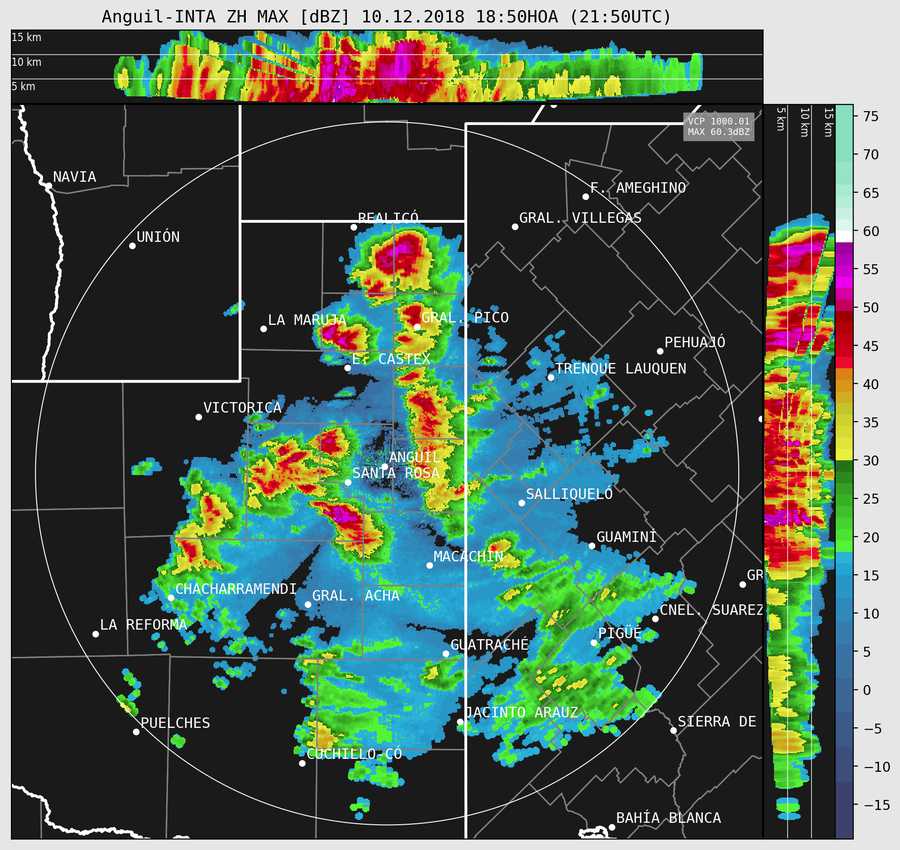 Anguil-INTA ZH MAX [dBZ] 10.12.2018 18:50HOA (21:50UTC)
15 km
10 km
5 km
5 km
10 km
15 km
VCP 1000.01
MAX 60.3dBZ
NAVIA
F. AMEGHINO
REALICÓ
GRAL. VILLEGAS
UNIÓN
LA MARUJA
GRAL. PICO
PEHUAJÓ
E. CASTEX
TRENQUE LAUQUEN
VICTORICA
ANGUIL
SANTA ROSA
SALLIQUELÓ
GUAMINI
MACACHÍN
GR
CHACHARRAMENDI
GRAL. ACHA
CNEL. SUAREZ
LA REFORMA
PIGÜÉ
GUATRACHÉ
JACINTO ARAUZ
PUELCHES
SIERRA DE
CUCHILLO-CÓ
BAHÍA BLANCA
75
70
65
60
55
50
45
40
35
30
25
20
15
10
5
0
−5
−10
−15